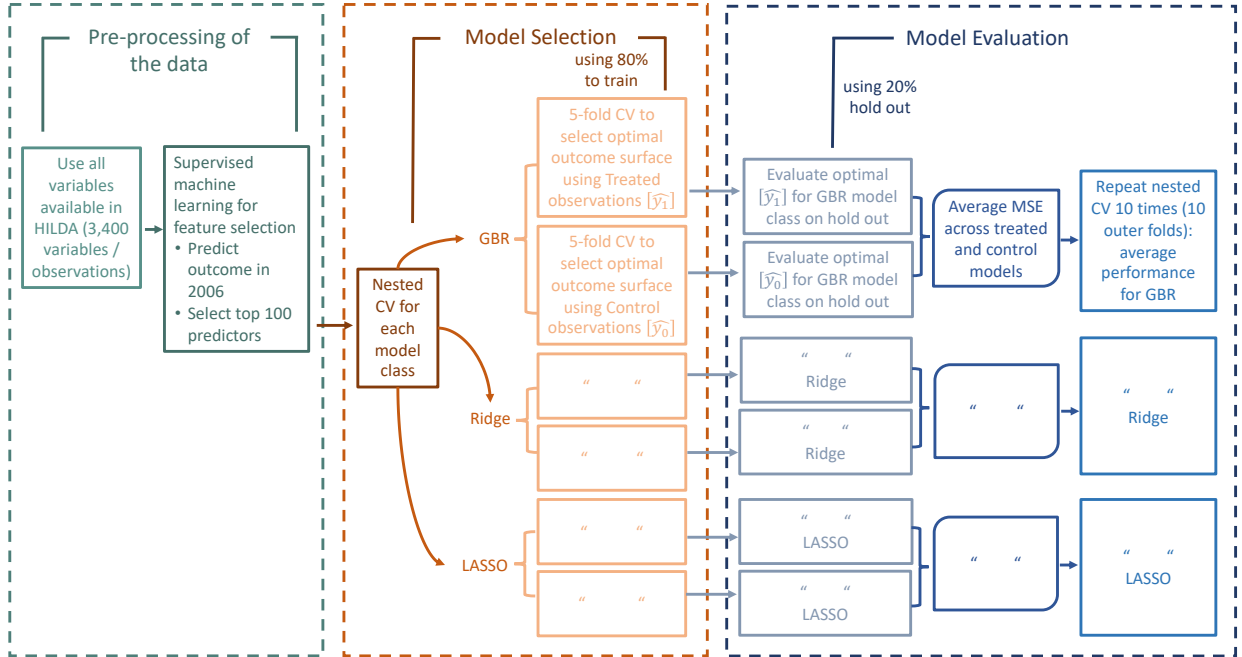 Pre-processing of
the data
Use all
variables
available in
HILDA (3,400
variables /
observations)
Supervised
machine
learning for
feature selection
• Predict
outcome in
2006
• Select top 100
predictors
Model Selection
using 80%
to train
Nested
CV for
each
model
class
GBR
5-fold CV to
select optimal
outcome surface
using Treated
observations [ŷ₁]
5-fold CV to
select optimal
outcome surface
using Control
observations [ŷ₀]
Ridge
“ “
“ “
LASSO
“ “
“ “
Model Evaluation
using 20%
hold out
Evaluate optimal
[ŷ₁] for GBR model
class on hold out
Evaluate optimal
[ŷ₀] for GBR model
class on hold out
Average MSE
across treated
and control
models
Repeat nested
CV 10 times (10
outer folds):
average
performance
for GBR
“ “
Ridge
“ “
Ridge
“ “
“ “
Ridge
“ “
LASSO
“ “
LASSO
“ “
“ “
LASSO